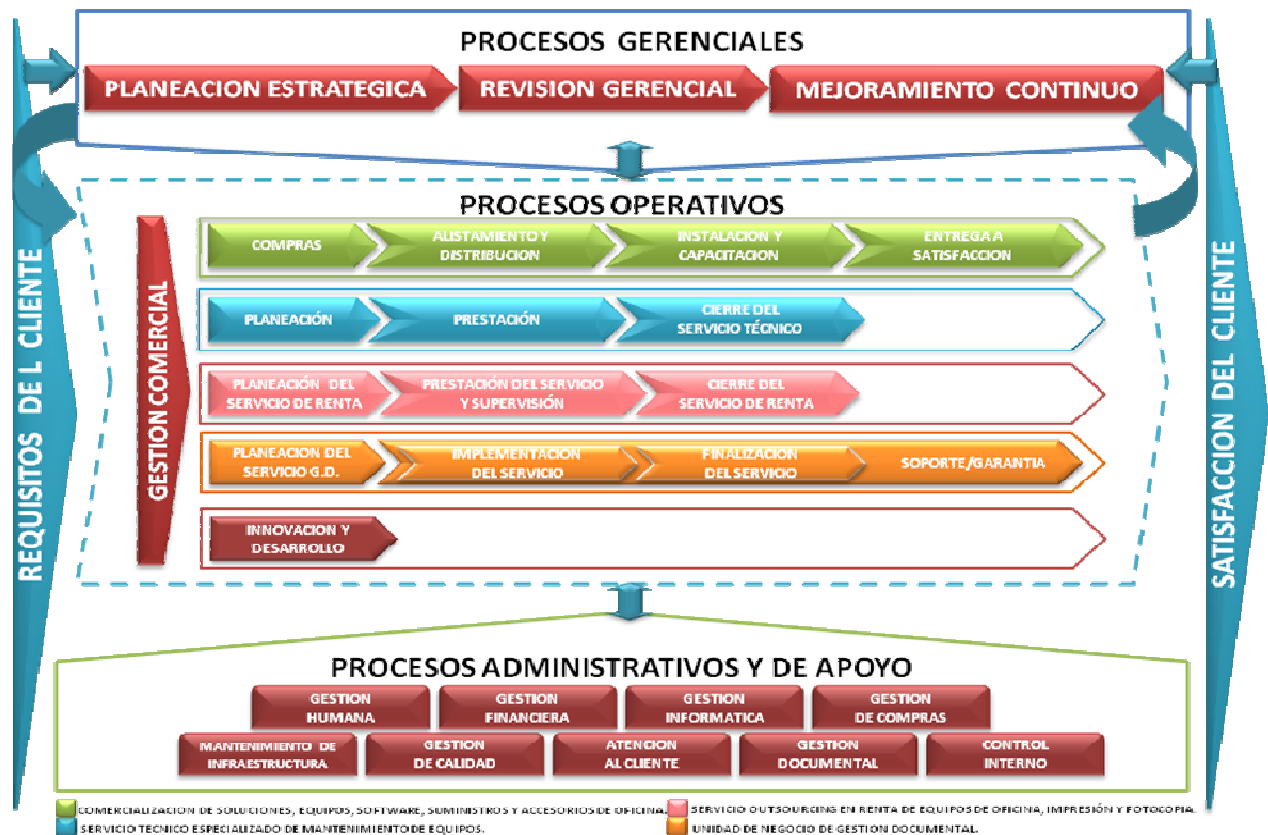 PROCESOS GERENCIALES
PLANEACION ESTRATEGICA
REVISION GERENCIAL
MEJORAMIENTO CONTINUO
REQUISITOS DE L CLIENTE
SATISFACCION DEL CLIENTE
PROCESOS OPERATIVOS
GESTION COMERCIAL
COMPRAS
ALISTAMIENTO Y
DISTRIBUCION
INSTALACION Y
CAPACITACION
ENTREGA A
SATISFACCION
PLANEACIÓN
PRESTACIÓN
CIERRE DEL
SERVICIO TÉCNICO
PLANEACIÓN DEL
SERVICIO DE RENTA
PRESTACIÓN DEL SERVICIO
Y SUPERVISIÓN
CIERRE DEL
SERVICIO DE RENTA
PLANEACION DEL
SERVICIO G.D.
IMPLEMENTACION
DEL SERVICIO
FINALIZACION
DEL SERVICIO
SOPORTE/GARANTIA
INNOVACION Y
DESARROLLO
PROCESOS ADMINISTRATIVOS Y DE APOYO
GESTION
HUMANA
GESTION
FINANCIERA
GESTION
INFORMATICA
GESTION
DE COMPRAS
MANTENIMIENTO DE
INFRAESTRUCTURA
GESTION
DE CALIDAD
ATENCION
AL CLIENTE
GESTION
DOCUMENTAL
CONTROL
INTERNO
COMERCIALIZACION DE SOLUCIONES, EQUIPOS, SOFTWARE, SUMINISTROS Y ACCESORIOS DE OFICINA.
SERVICIO OUTSOURCING EN RENTA DE EQUIPOS DE OFICINA, IMPRESIÓN Y FOTOCOPIA.
SERVICIO TECNICO ESPECIALIZADO DE MANTENIMIENTO DE EQUIPOS.
UNIDAD DE NEGOCIO DE GESTION DOCUMENTAL.